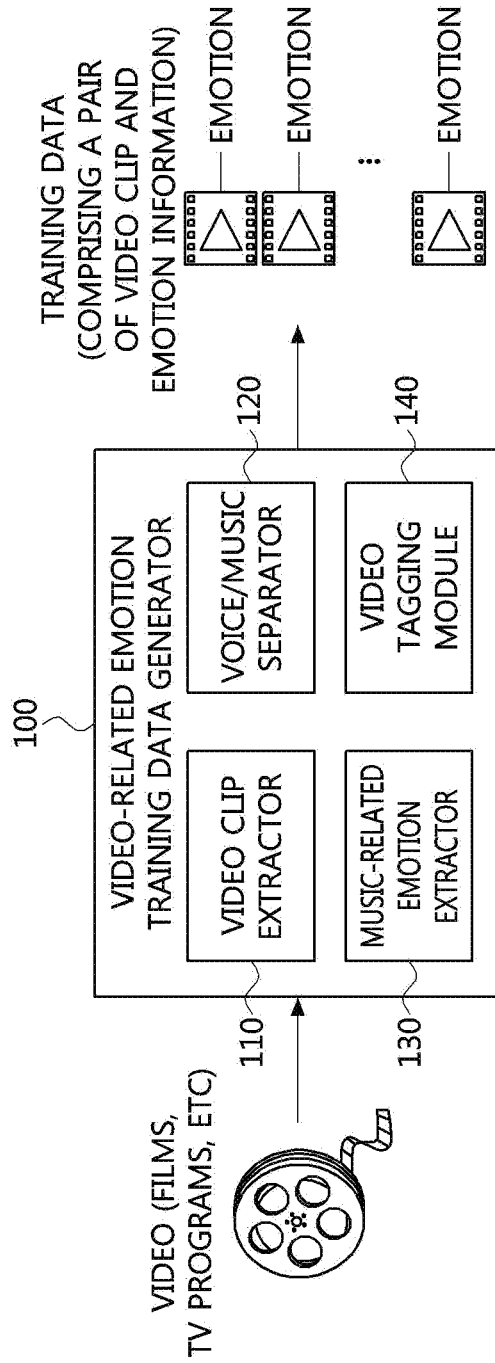 VIDEO (FILMS,
TV PROGRAMS, ETC)
100
VIDEO-RELATED EMOTION
TRAINING DATA GENERATOR
110
VIDEO CLIP
EXTRACTOR
120
VOICE/MUSIC
SEPARATOR
130
MUSIC-RELATED
EMOTION
EXTRACTOR
140
VIDEO
TAGGING
MODULE
TRAINING DATA
(COMPRISING A PAIR
OF VIDEO CLIP AND
EMOTION INFORMATION)
EMOTION
EMOTION
...
EMOTION